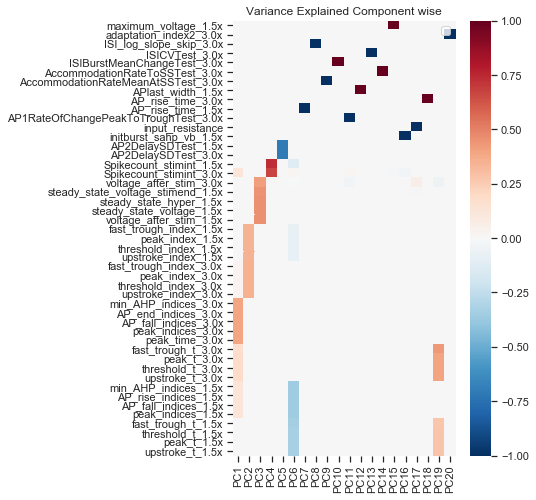 Variance Explained Component wise
maximum_voltage_1.5x
adaptation_index2_3.0x
ISI_log_slope_skip_3.0x
ISICVTest_3.0x
ISIBurstMeanChangeTest_3.0x
AccommodationRateToSSTest_3.0x
AccommodationRateMeanAtSSTest_3.0x
APlast_width_1.5x
AP_rise_time_3.0x
AP_rise_time_1.5x
AP1RateOfChangePeakToTroughTest_3.0x
input_resistance
initburst_sahp_vb_1.5x
AP2DelaySDTest_1.5x
AP2DelaySDTest_3.0x
Spikecount_stimint_1.5x
Spikecount_stimint_3.0x
voltage_after_stim_3.0x
steady_state_voltage_stimend_1.5x
steady_state_hyper_1.5x
steady_state_voltage_1.5x
voltage_after_stim_1.5x
fast_trough_index_1.5x
peak_index_1.5x
threshold_index_1.5x
upstroke_index_1.5x
fast_trough_index_3.0x
peak_index_3.0x
threshold_index_3.0x
upstroke_index_3.0x
min_AHP_indices_3.0x
AP_end_indices_3.0x
AP_fall_indices_3.0x
peak_indices_3.0x
peak_time_3.0x
fast_trough_t_3.0x
peak_t_3.0x
threshold_t_3.0x
upstroke_t_3.0x
min_AHP_indices_1.5x
AP_rise_indices_1.5x
AP_fall_indices_1.5x
peak_indices_1.5x
fast_trough_t_1.5x
threshold_t_1.5x
peak_t_1.5x
upstroke_t_1.5x
PC1
PC2
PC3
PC4
PC5
PC6
PC7
PC8
PC9
PC10
PC11
PC12
PC13
PC14
PC15
PC16
PC17
PC18
PC19
PC20
1.00
0.75
0.50
0.25
0.00
−0.25
−0.50
−0.75
−1.00